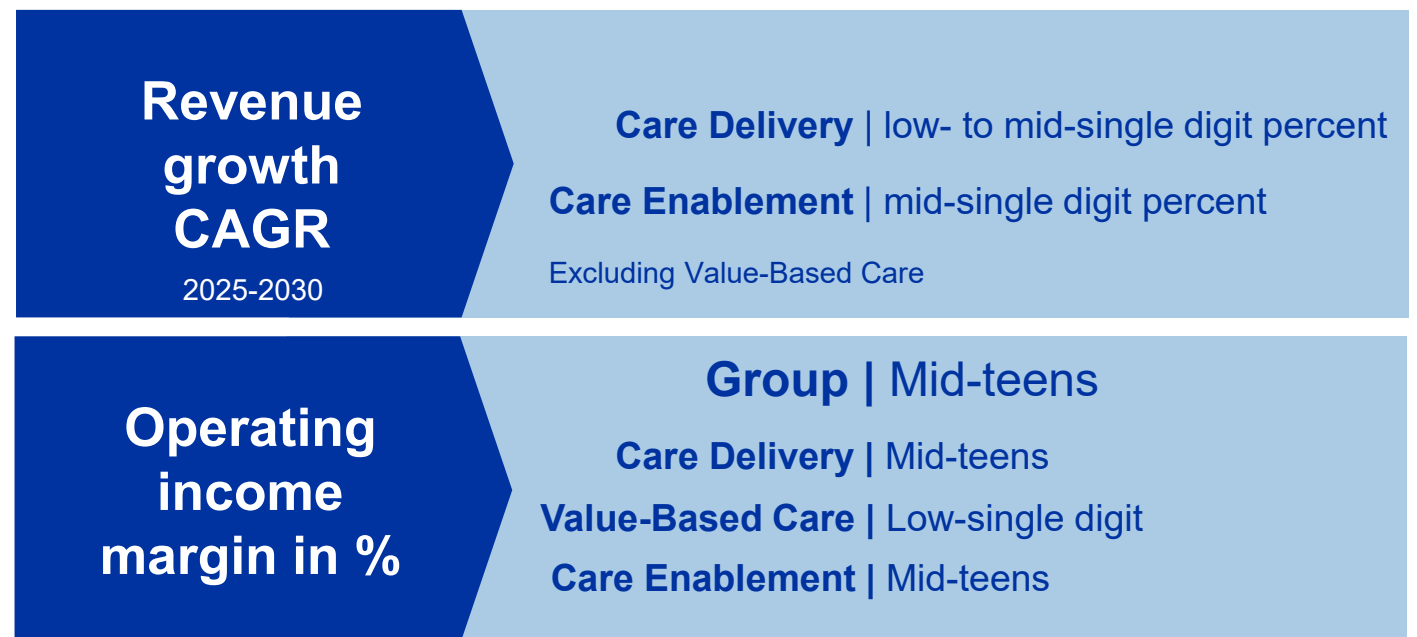 Revenue
growth
CAGR
2025-2030
Care Delivery | low- to mid-single digit percent
Care Enablement | mid-single digit percent
Excluding Value-Based Care
Operating
income
margin in %
Group | Mid-teens
Care Delivery | Mid-teens
Value-Based Care | Low-single digit
Care Enablement | Mid-teens